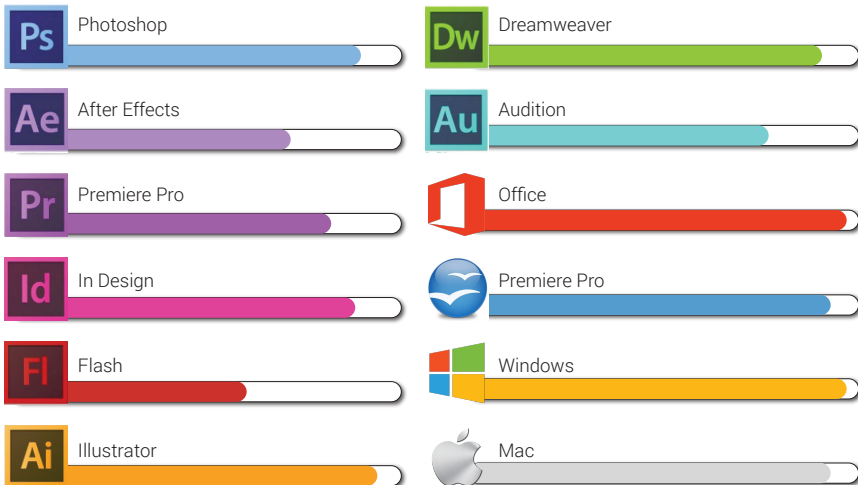 Ps Photoshop
Ae After Effects
Pr Premiere Pro
Id In Design
Fl Flash
Ai Illustrator
Dw Dreamweaver
Au Audition
Office
Premiere Pro
Windows
Mac